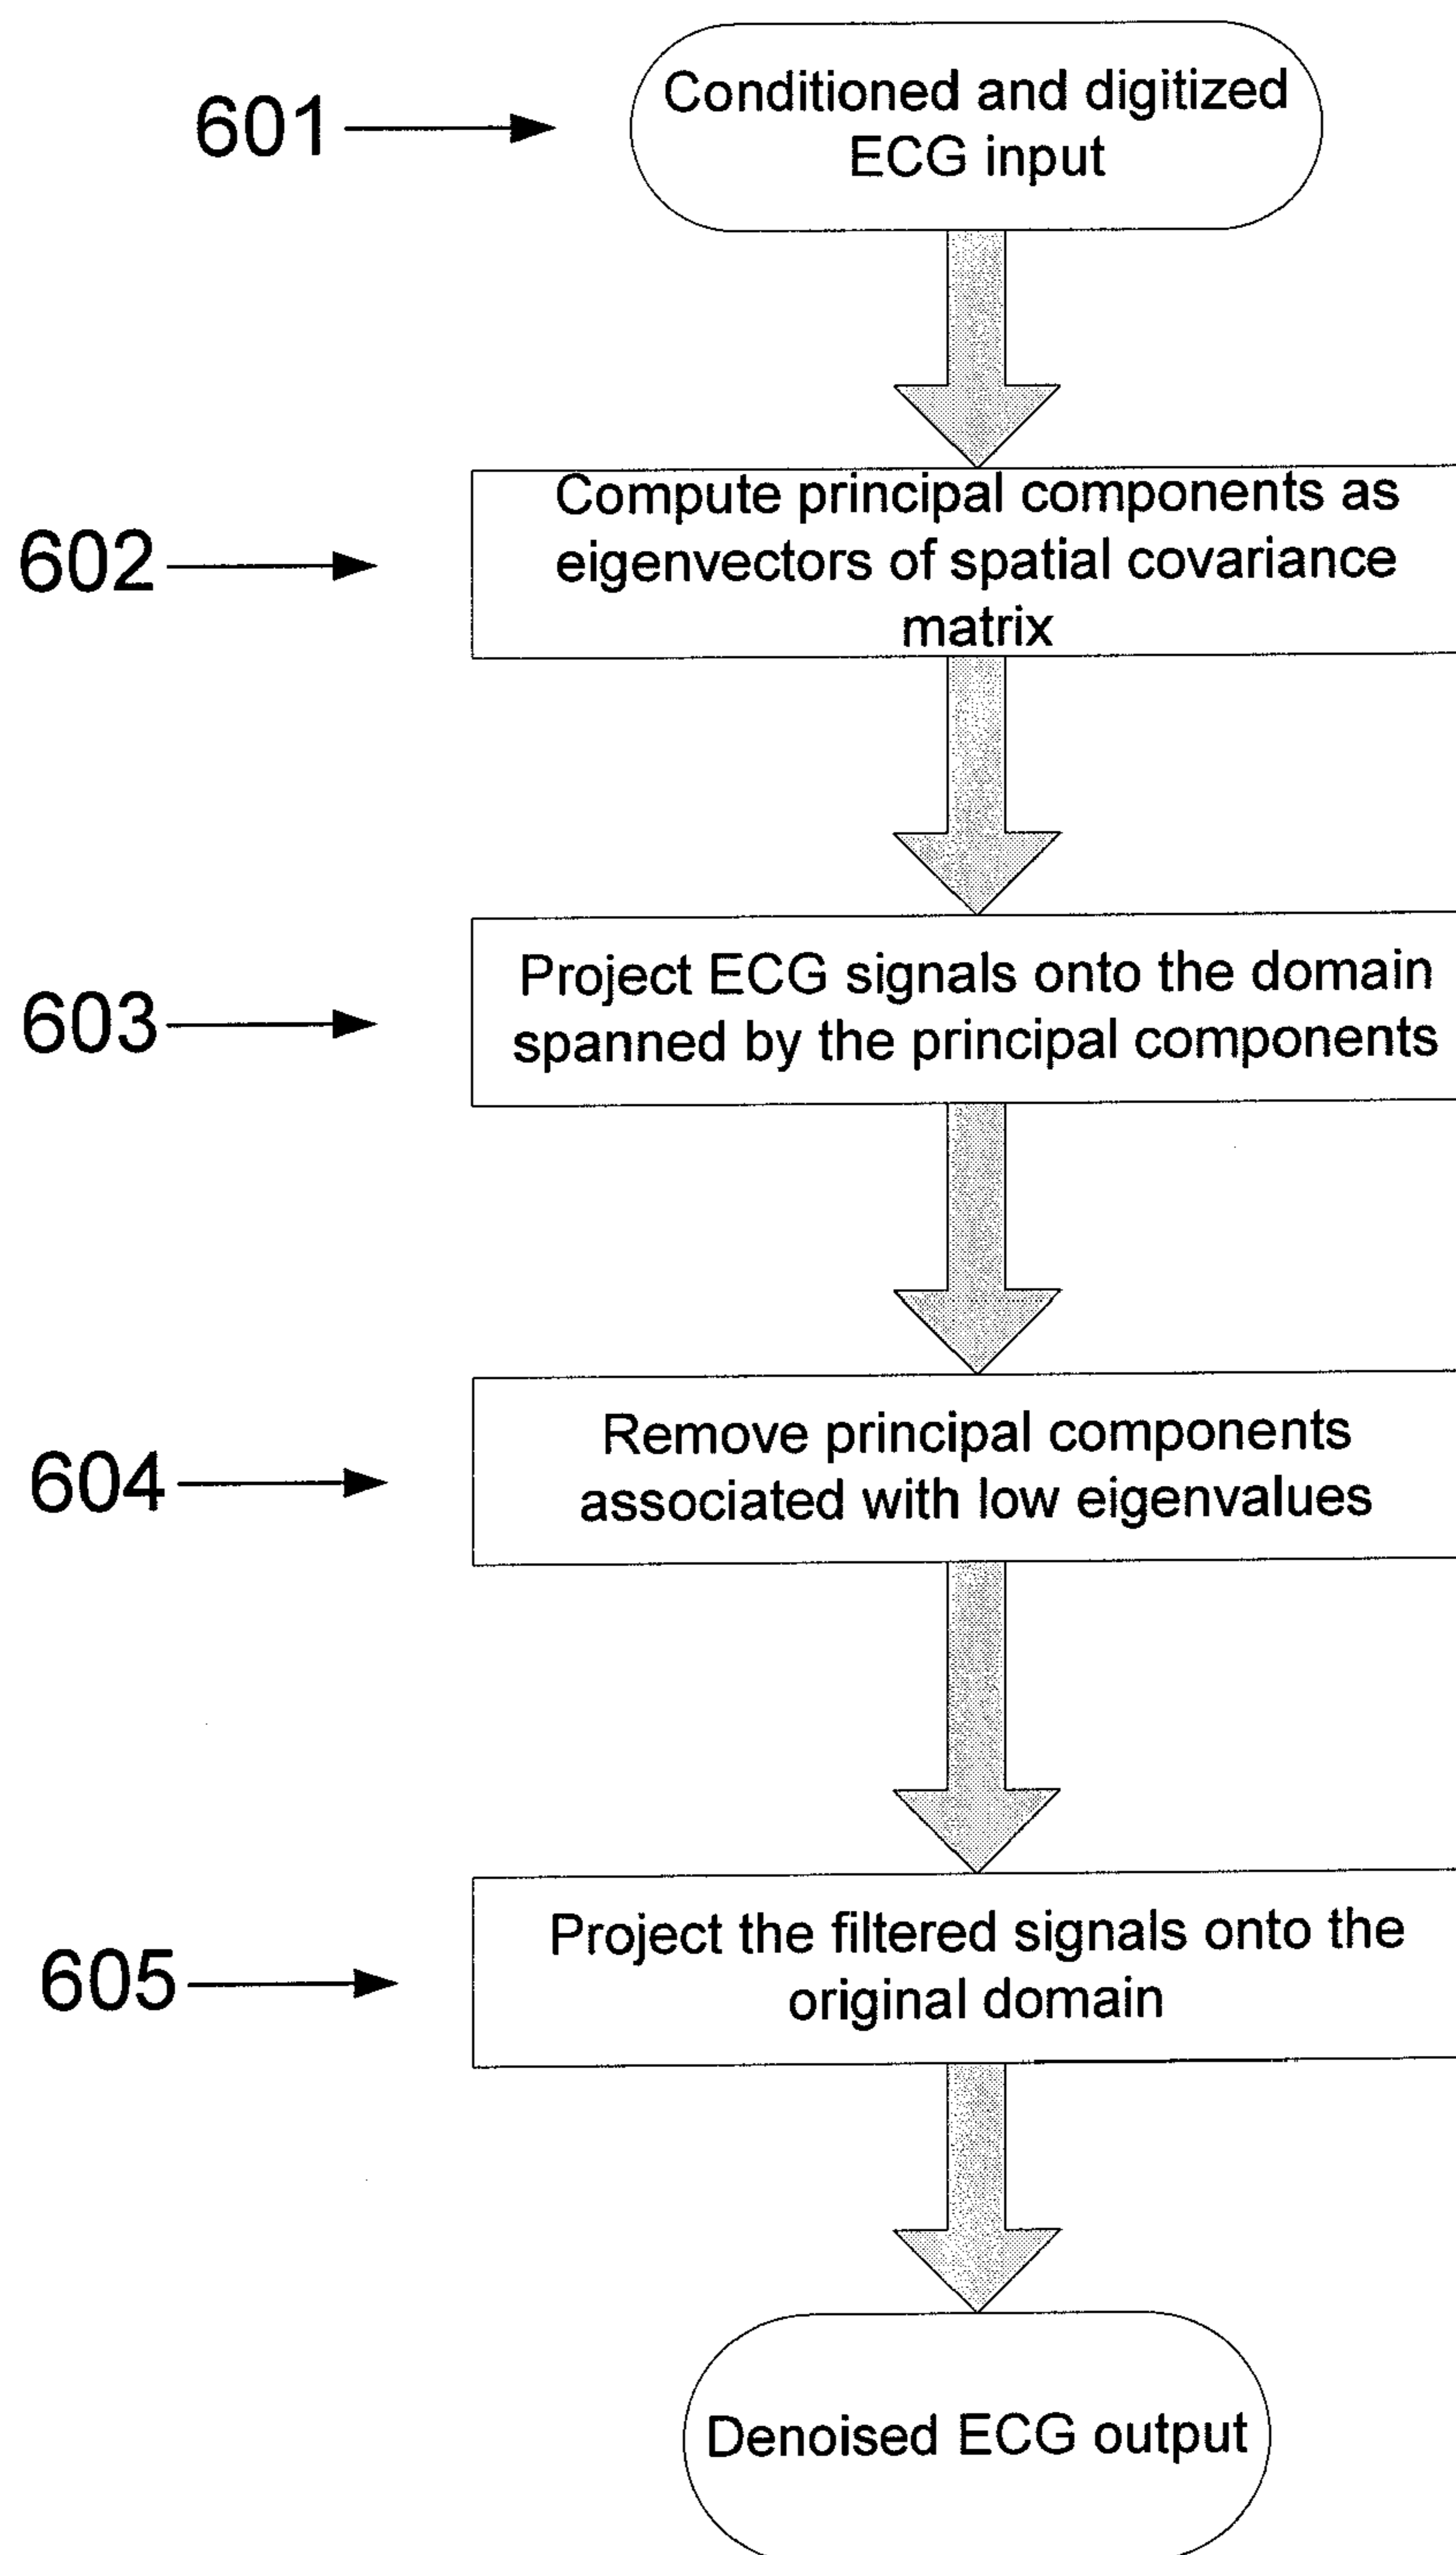 601
Conditioned and digitized
ECG input
602
Compute principal components as
eigenvectors of spatial covariance
matrix
603
Project ECG signals onto the domain
spanned by the principal components
604
Remove principal components
associated with low eigenvalues
605
Project the filtered signals onto the
original domain
Denoised ECG output